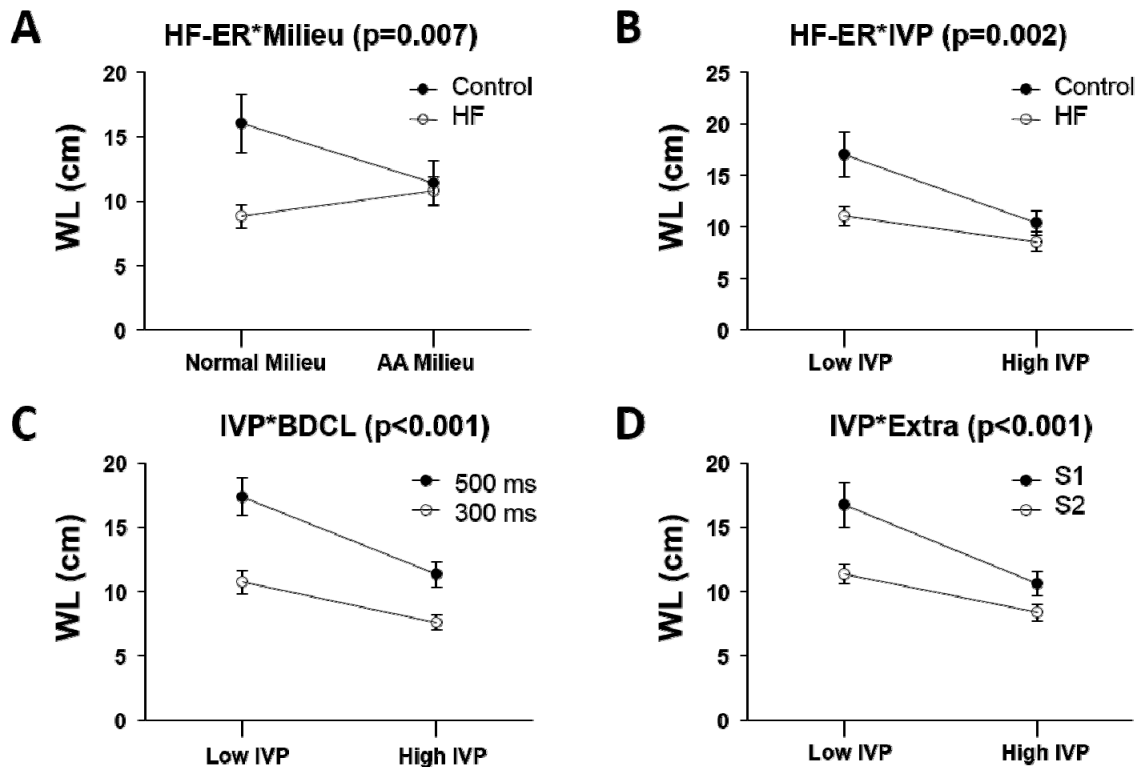 A
HF-ER*Milieu (p=0.007)
20
15
10
5
0
WL (cm)
Control
HF
Normal Milieu
AA Milieu
B
HF-ER*IVP (p=0.002)
25
20
15
10
5
0
WL (cm)
Control
HF
Low IVP
High IVP
C
IVP*BDCL (p<0.001)
20
15
10
5
0
WL (cm)
500 ms
300 ms
Low IVP
High IVP
D
IVP*Extra (p<0.001)
20
15
10
5
0
WL (cm)
S1
S2
Low IVP
High IVP